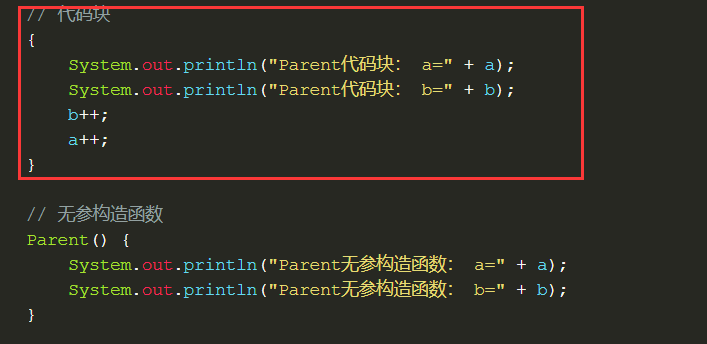 // 代码块
{
System.out.println("Parent代码块： a=" + a);
System.out.println("Parent代码块： b=" + b);
b++;
a++;
}
// 无参构造函数
Parent() {
System.out.println("Parent无参构造函数： a=" + a);
System.out.println("Parent无参构造函数： b=" + b);
}